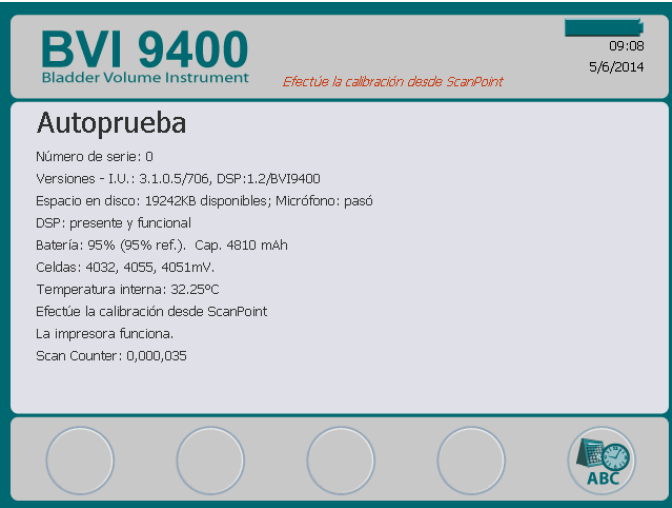 BVI 9400
Bladder Volume Instrument
Efectúe la calibración desde ScanPoint
09:08
5/6/2014
Autoprueba
Número de serie: 0
Versiones - I.U.: 3.1.0.5/706, DSP:1.2/BVI9400
Espacio en disco: 19242KB disponibles; Micrófono: pasó
DSP: presente y funcional
Batería: 95% (95% ref.). Cap. 4810 mAh
Celdas: 4032, 4055, 4051mV.
Temperatura interna: 32.25ºC
Efectúe la calibración desde ScanPoint
La impresora funciona.
Scan Counter: 0,000,035
ABC